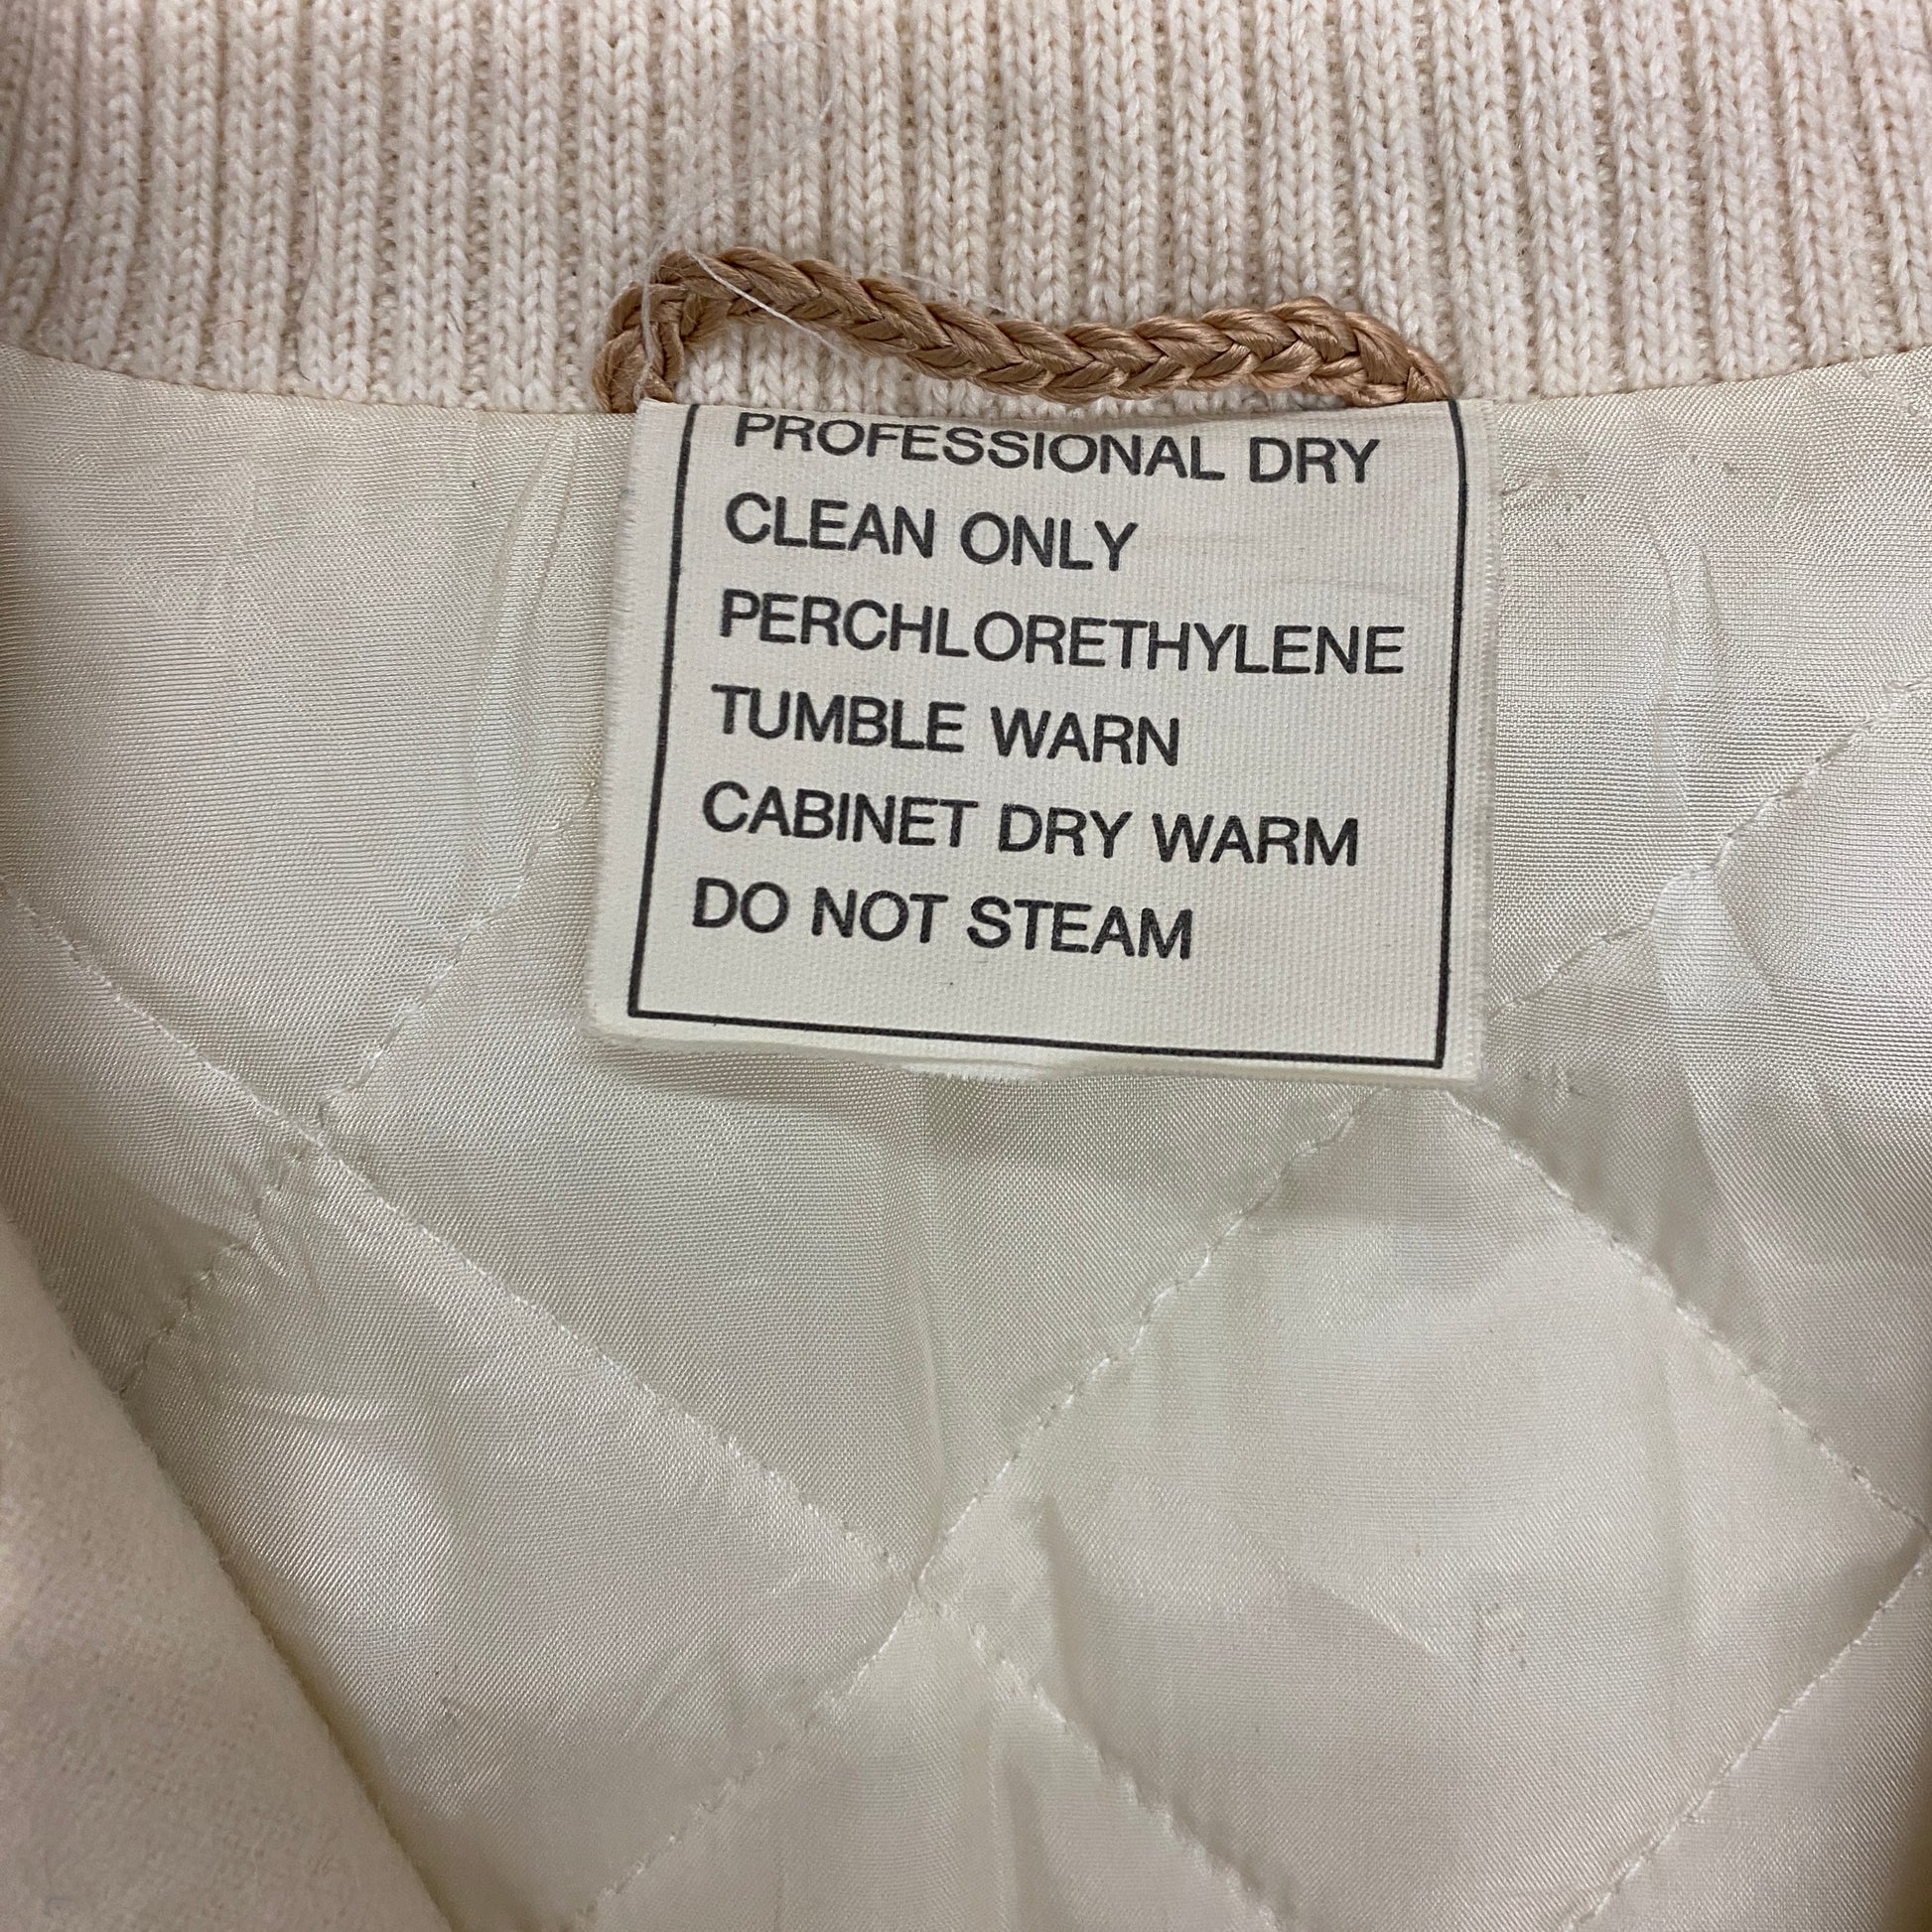 PROFESSIONAL DRY
CLEAN ONLY
PERCHLORETHYLENE
TUMBLE WARN
CABINET DRY WARM
DO NOT STEAM